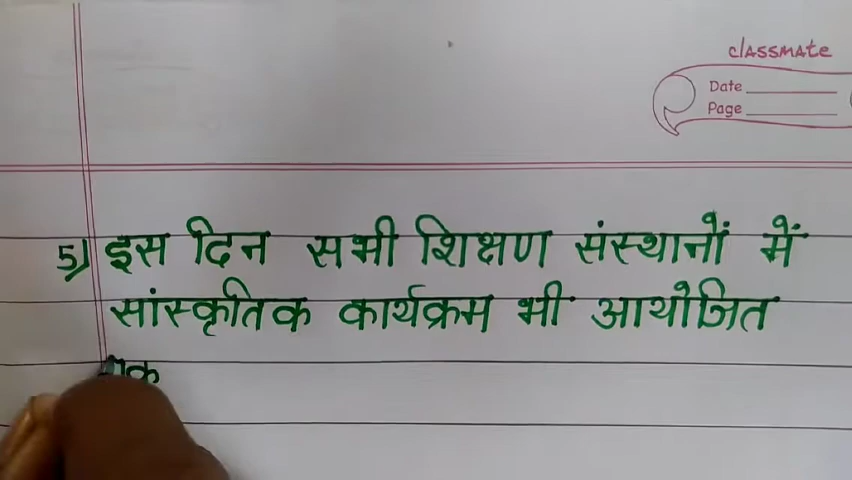 classmate
Date
Page
5) इस दिन सभी शिक्षण संस्थानों में
सांस्कृतिक कार्यक्रम भी आयोजित